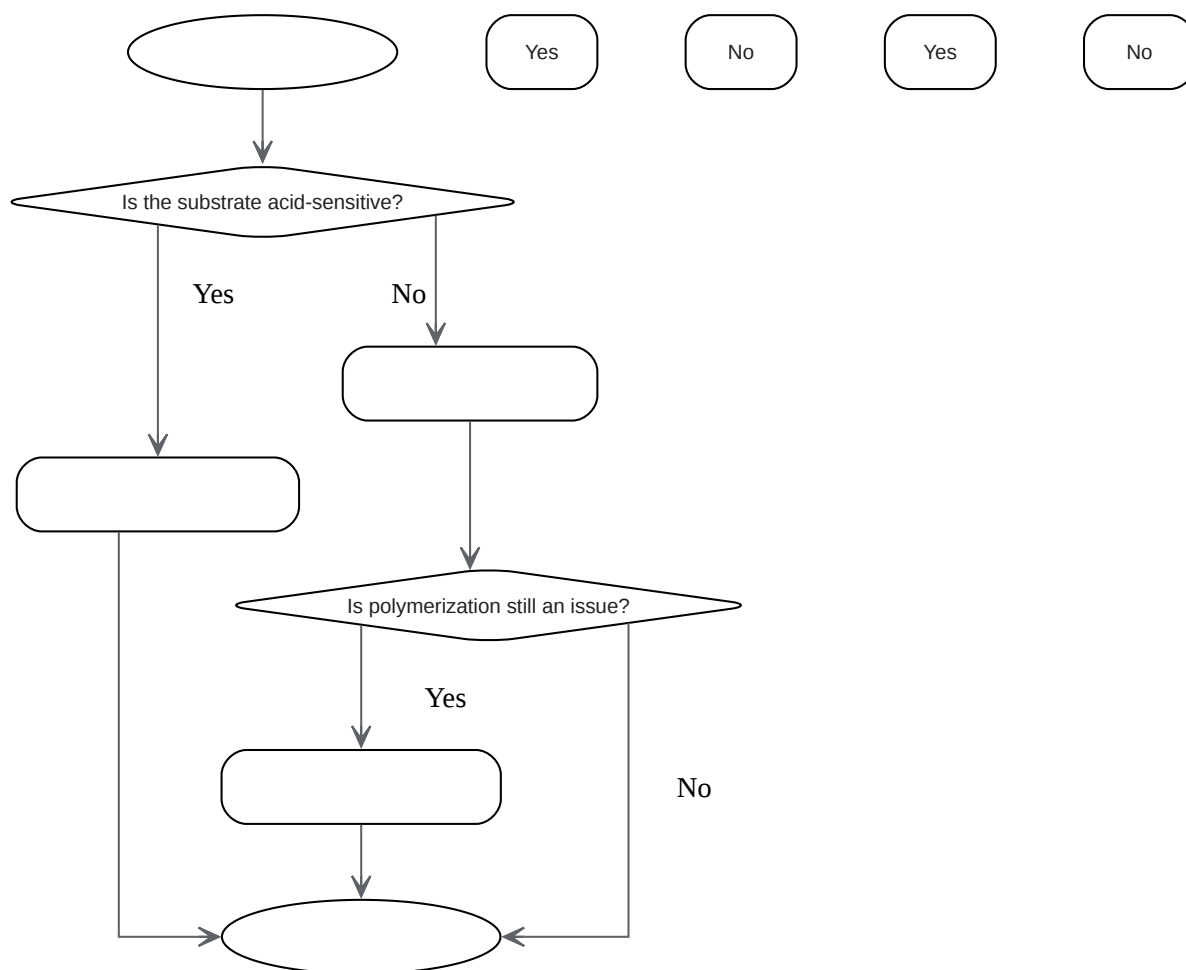 Yes
No
Yes
No
Is the substrate acid-sensitive?
Yes
No
Is polymerization still an issue?
Yes
No